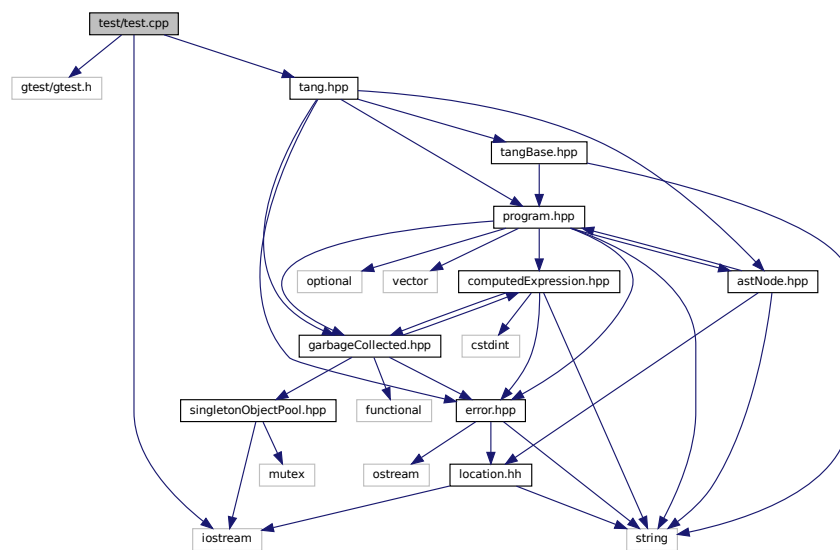 test/test.cpp
gtest/gtest.h
tang.hpp
tangBase.hpp
program.hpp
optional
vector
computedExpression.hpp
astNode.hpp
garbageCollected.hpp
cstdint
singletonObjectPool.hpp
functional
error.hpp
mutex
ostream
location.hh
iostream
string